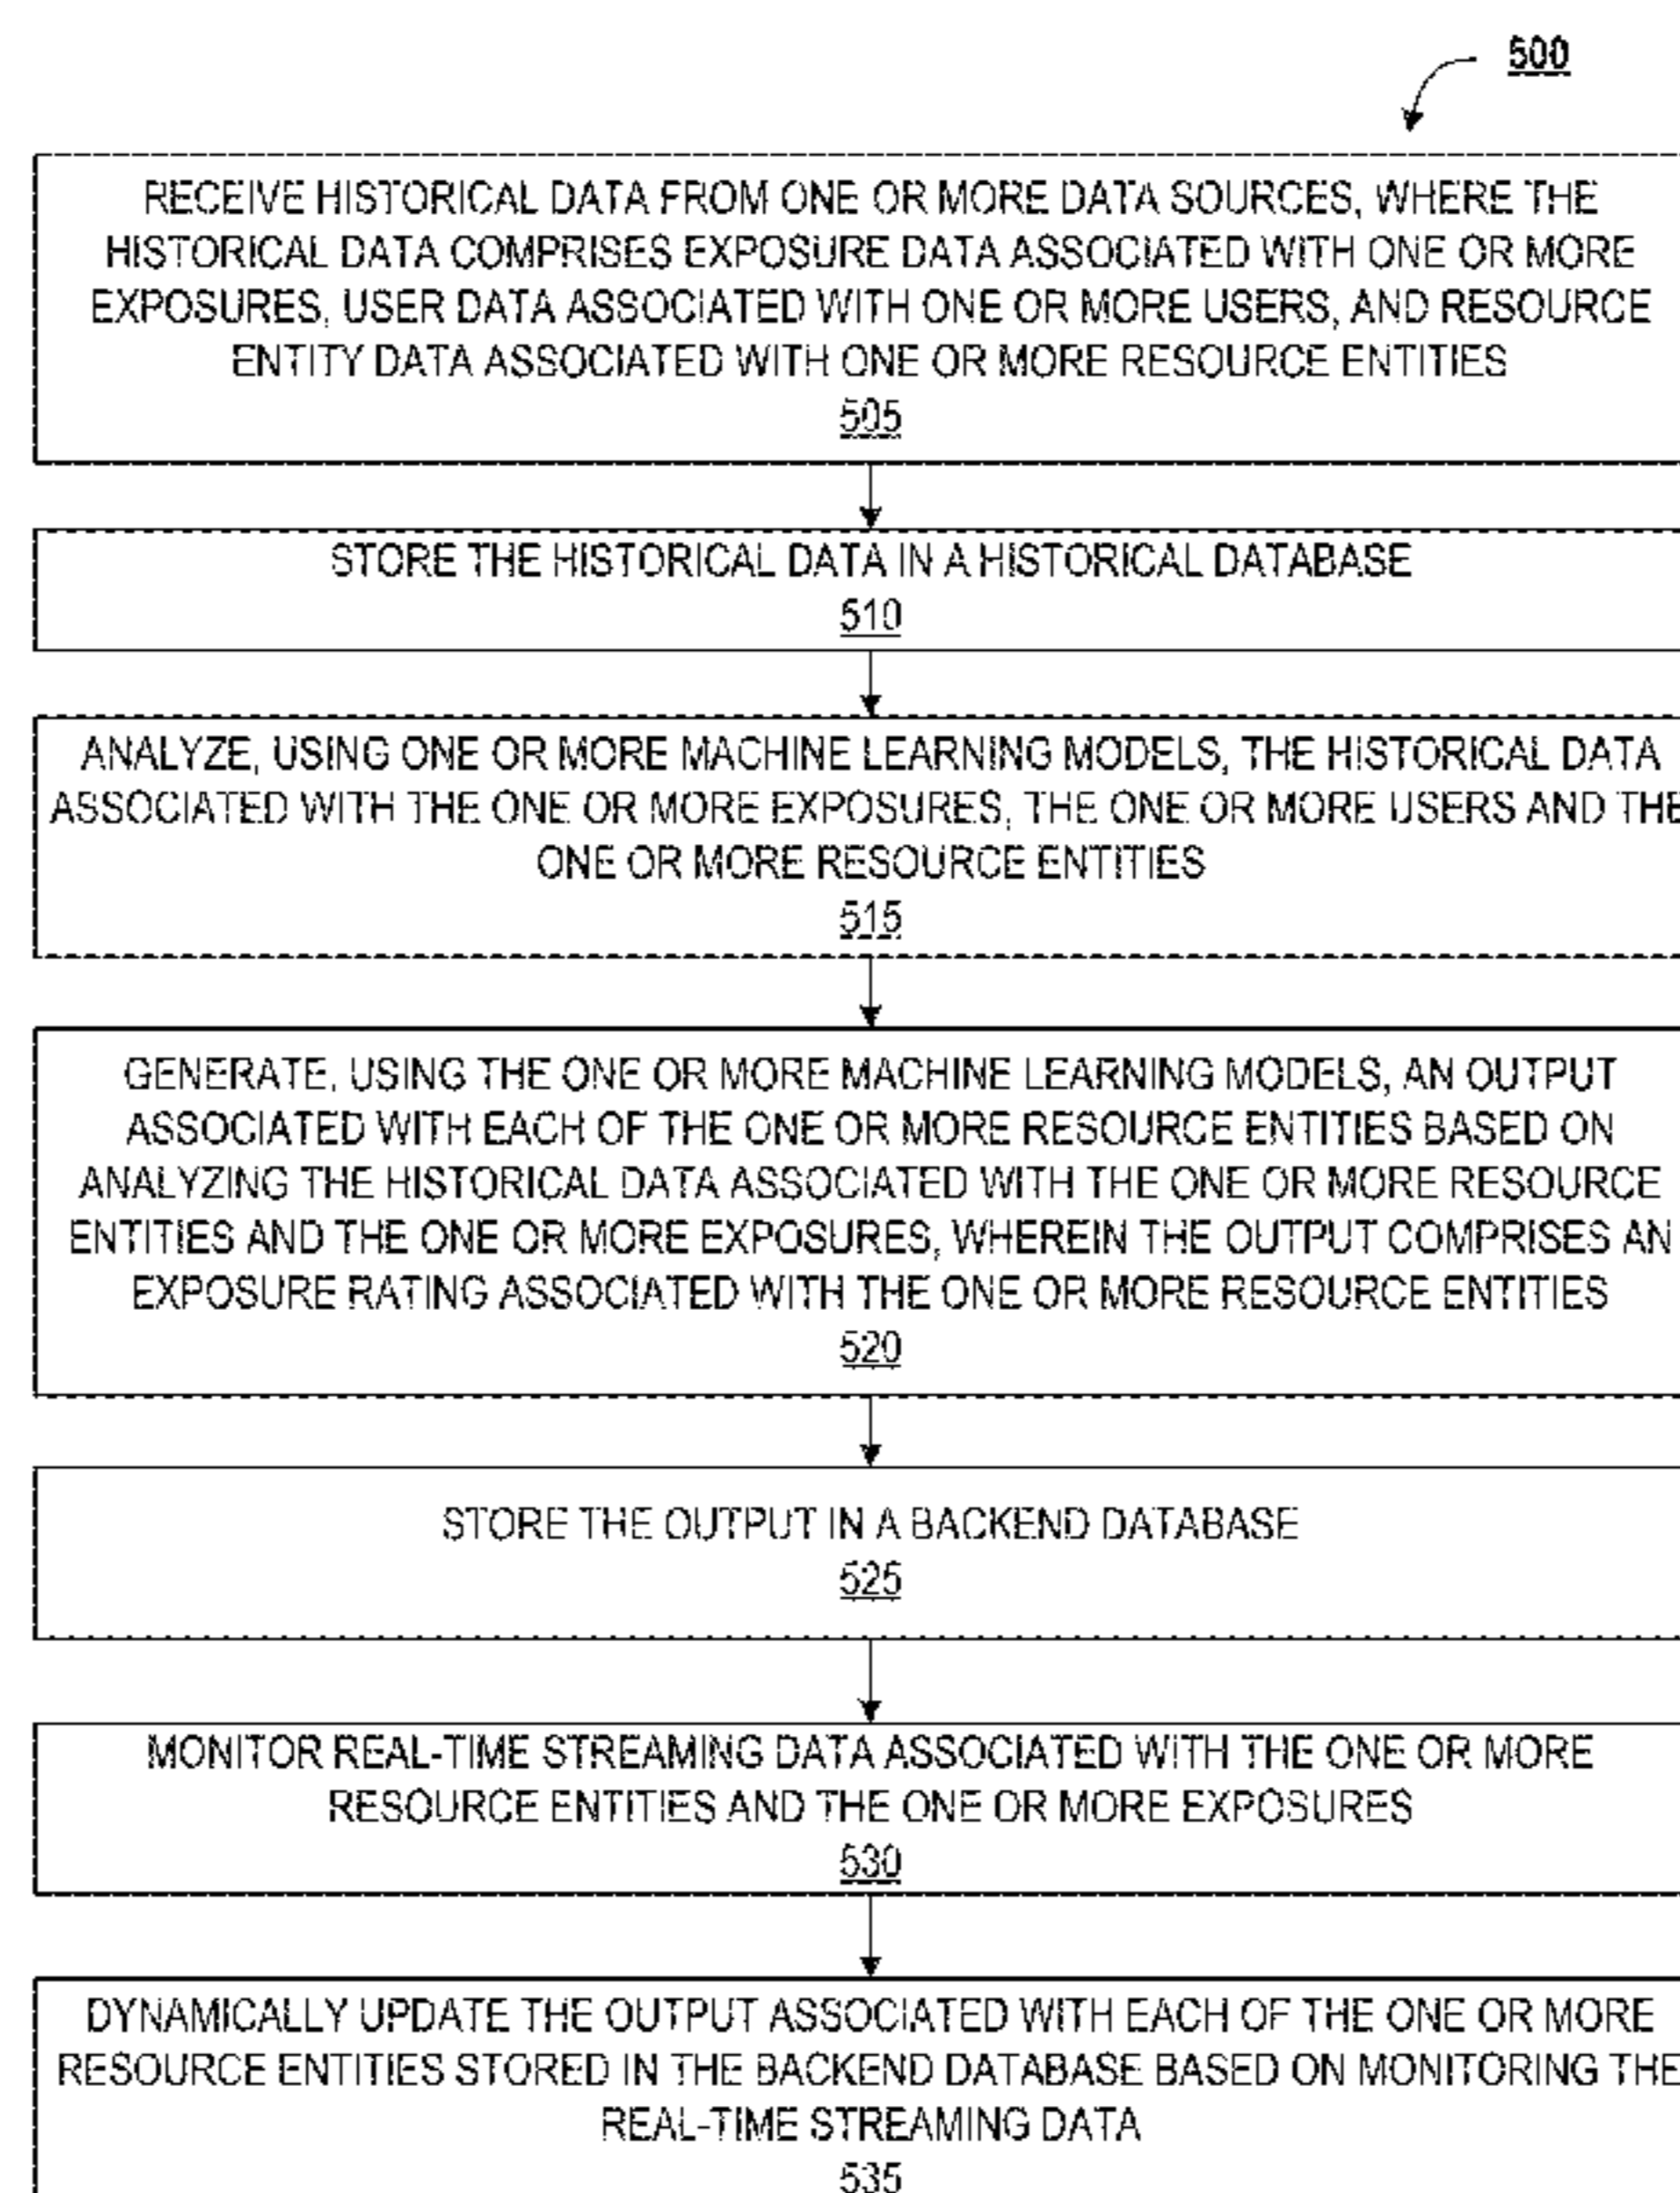 500
RECEIVE HISTORICAL DATA FROM ONE OR MORE DATA SOURCES, WHERE THE
HISTORICAL DATA COMPRISES EXPOSURE DATA ASSOCIATED WITH ONE OR MORE
EXPOSURES, USER DATA ASSOCIATED WITH ONE OR MORE USERS, AND RESOURCE
ENTITY DATA ASSOCIATED WITH ONE OR MORE RESOURCE ENTITIES
505
STORE THE HISTORICAL DATA IN A HISTORICAL DATABASE
510
ANALYZE, USING ONE OR MORE MACHINE LEARNING MODELS, THE HISTORICAL DATA
ASSOCIATED WITH THE ONE OR MORE EXPOSURES, THE ONE OR MORE USERS AND THE
ONE OR MORE RESOURCE ENTITIES
515
GENERATE, USING THE ONE OR MORE MACHINE LEARNING MODELS, AN OUTPUT
ASSOCIATED WITH EACH OF THE ONE OR MORE RESOURCE ENTITIES BASED ON
ANALYZING THE HISTORICAL DATA ASSOCIATED WITH THE ONE OR MORE RESOURCE
ENTITIES AND THE ONE OR MORE EXPOSURES, WHEREIN THE OUTPUT COMPRISES AN
EXPOSURE RATING ASSOCIATED WITH THE ONE OR MORE RESOURCE ENTITIES
520
STORE THE OUTPUT IN A BACKEND DATABASE
525
MONITOR REAL-TIME STREAMING DATA ASSOCIATED WITH THE ONE OR MORE
RESOURCE ENTITIES AND THE ONE OR MORE EXPOSURES
530
DYNAMICALLY UPDATE THE OUTPUT ASSOCIATED WITH EACH OF THE ONE OR MORE
RESOURCE ENTITIES STORED IN THE BACKEND DATABASE BASED ON MONITORING THE
REAL-TIME STREAMING DATA
535